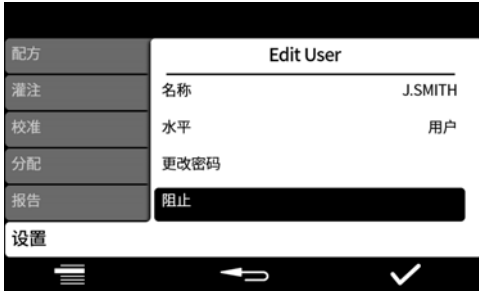 配方
灌注
校准
分配
报告
设置
Edit User
名称 J.SMITH
水平 用户
更改密码
阻止